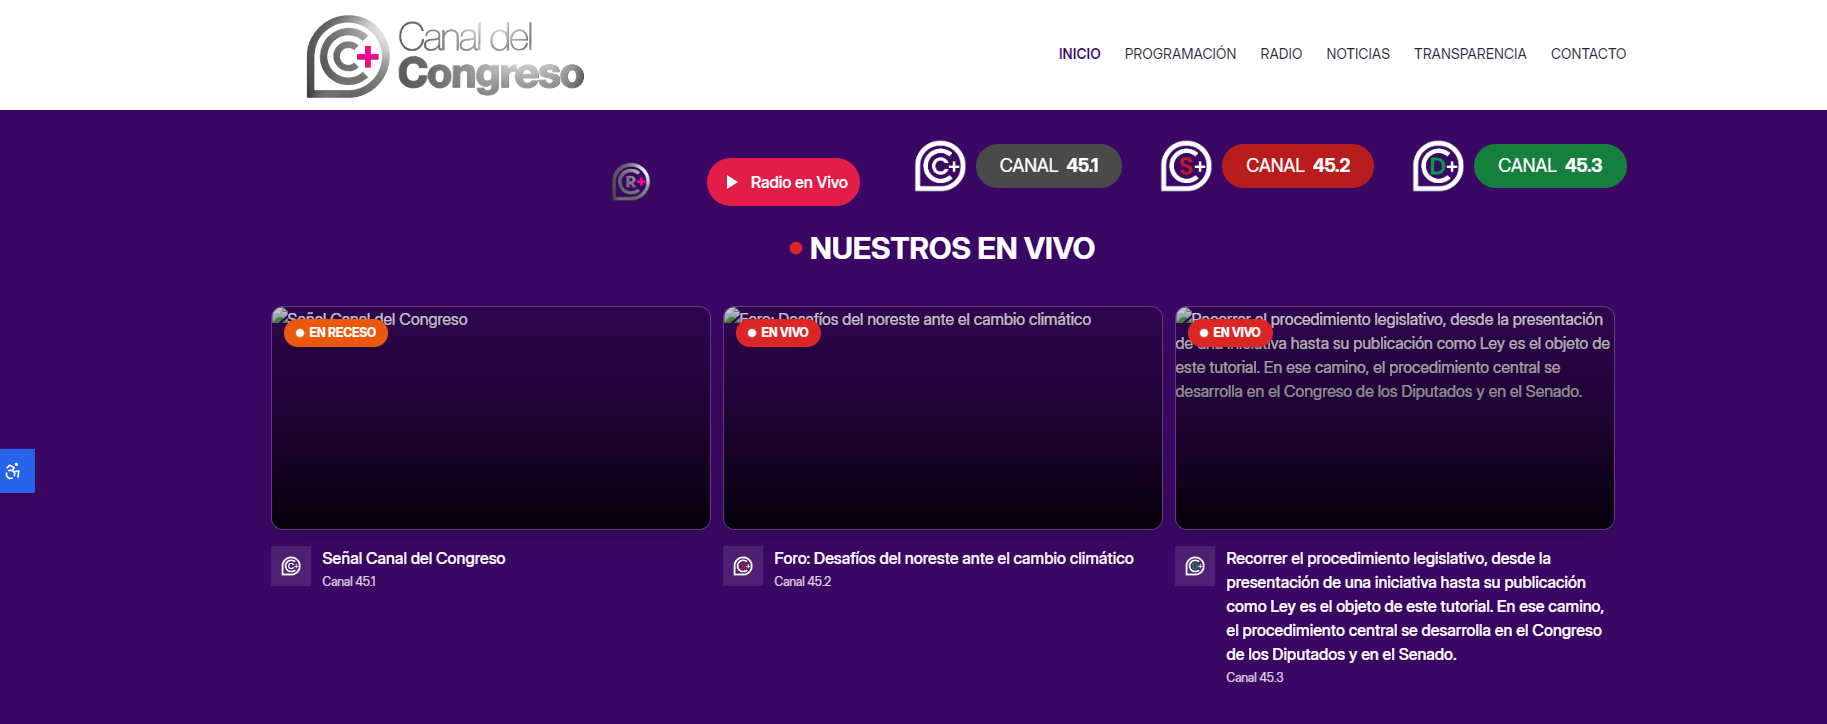 C+ Canal del
Congreso
INICIO PROGRAMACIÓN RADIO NOTICIAS TRANSPARENCIA CONTACTO
R+ Radio en Vivo C+ CANAL 45.1 S+ CANAL 45.2 D+ CANAL 45.3
NUESTROS EN VIVO
Señal Canal del Congreso
EN RECESO
Foro: Desafíos del noreste ante el cambio climático
EN VIVO
Recorrer el procedimiento legislativo, desde la presentación
de una iniciativa hasta su publicación como Ley es el objeto de
este tutorial. En ese camino, el procedimiento central se
desarrolla en el Congreso de los Diputados y en el Senado.
EN VIVO
Señal Canal del Congreso
Canal 45.1
Foro: Desafíos del noreste ante el cambio climático
Canal 45.2
Recorrer el procedimiento legislativo, desde la
presentación de una iniciativa hasta su publicación
como Ley es el objeto de este tutorial. En ese camino,
el procedimiento central se desarrolla en el Congreso
de los Diputados y en el Senado.
Canal 45.3